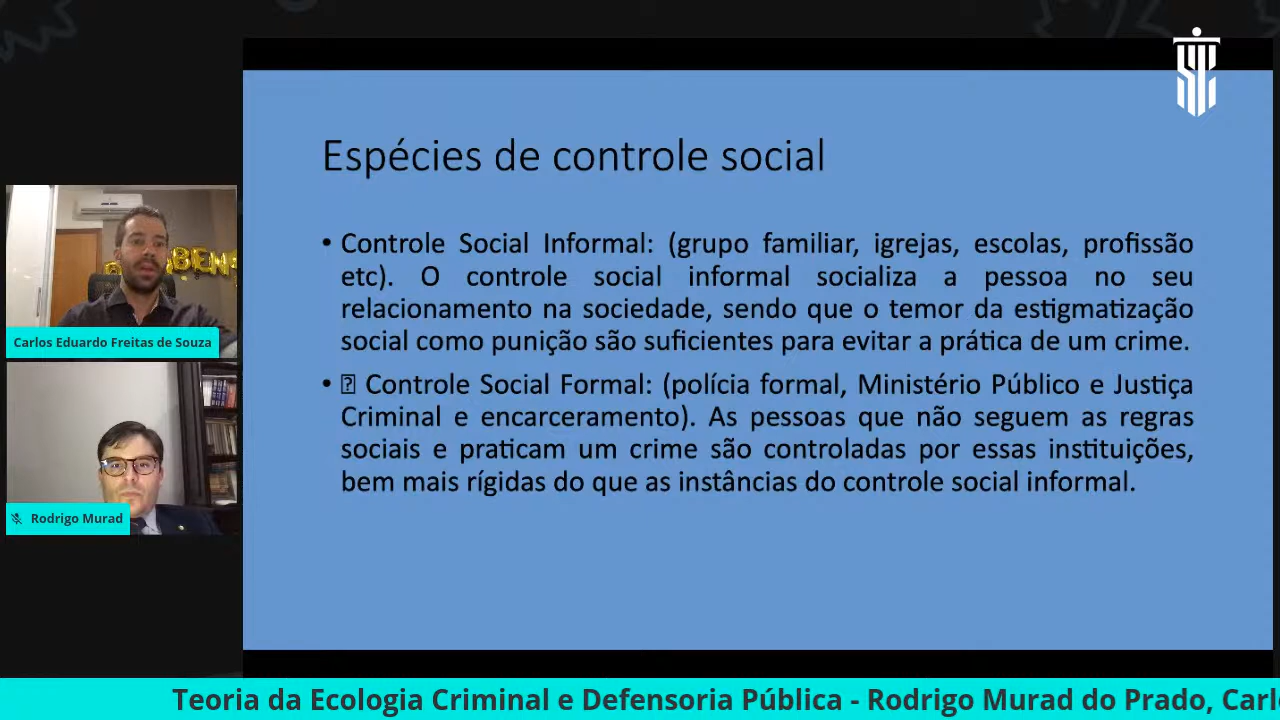 Espécies de controle social
• Controle Social Informal: (grupo familiar, igrejas, escolas, profissão
etc). O controle social informal socializa a pessoa no seu
relacionamento na sociedade, sendo que o temor da estigmatização
social como punição são suficientes para evitar a prática de um crime.
• Controle Social Formal: (polícia formal, Ministério Público e Justiça
Criminal e encarceramento). As pessoas que não seguem as regras
sociais e praticam um crime são controladas por essas instituições,
bem mais rígidas do que as instâncias do controle social informal.
Carlos Eduardo Freitas de Souza
Rodrigo Murad
Teoria da Ecologia Criminal e Defensoria Pública - Rodrigo Murad do Prado, Carl